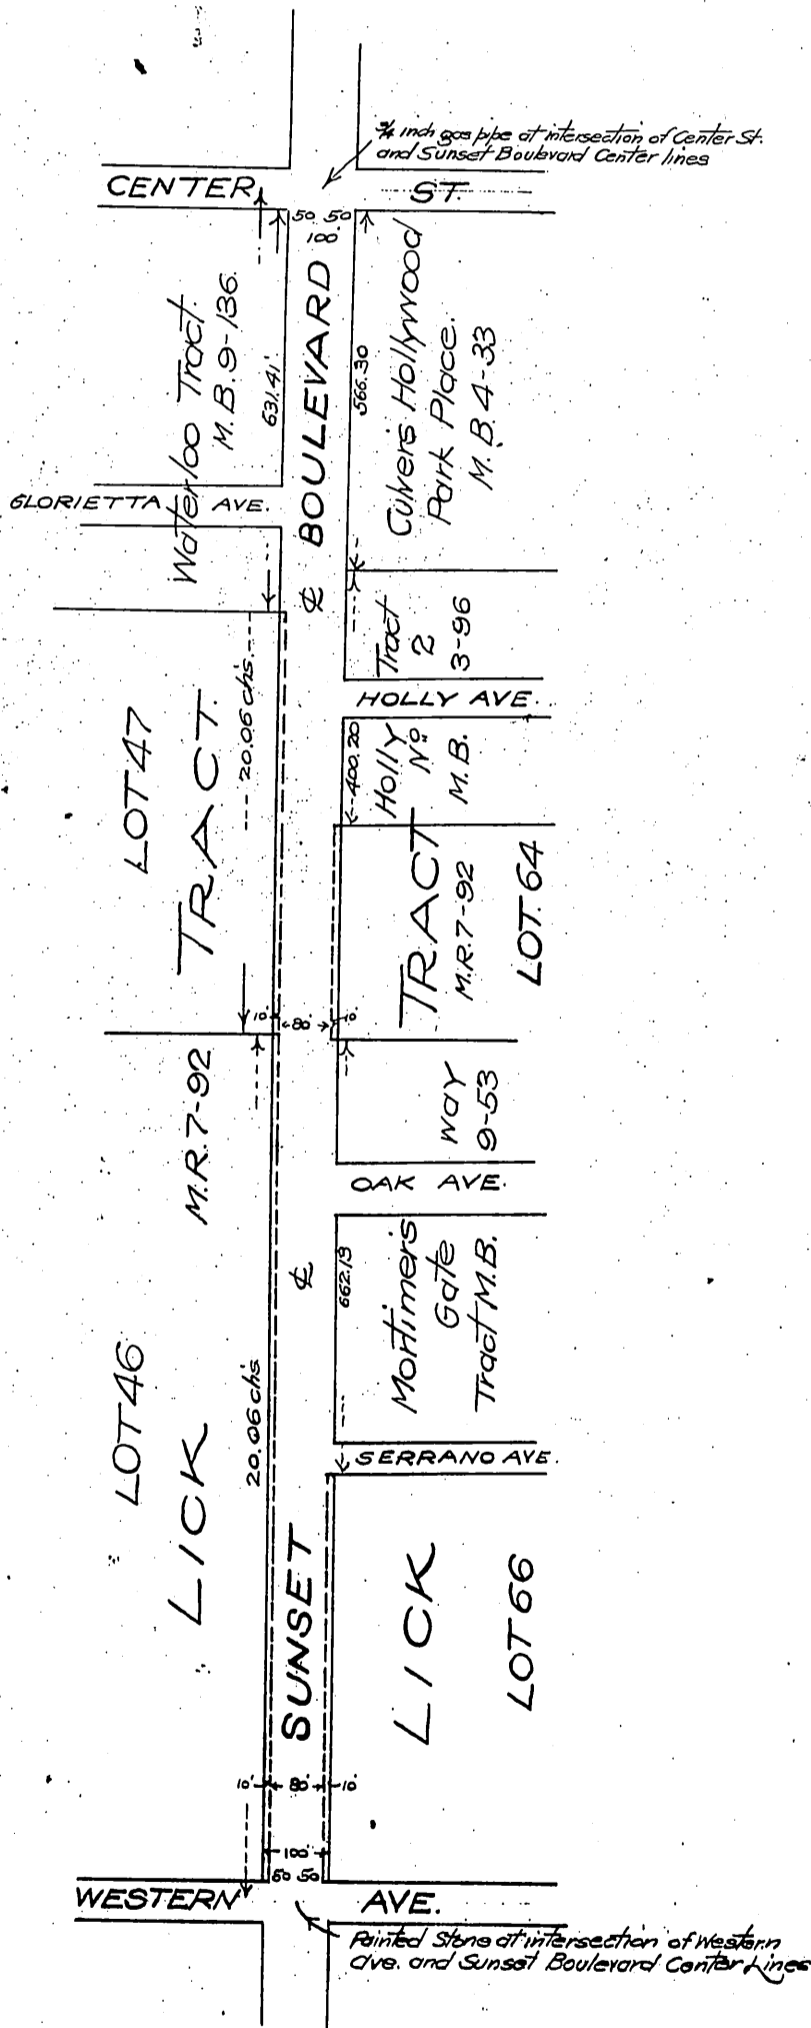 3/4 inch gas pipe at intersection of Center St.
and Sunset Boulevard Center lines
CENTER ST.
50 50
100
Waterloo Tract.
M.B. 9-136.
631.41'
BOULEVARD
566.30
Culvers Hollywood
Park Place.
M.B. 4-33
GLORIETTA AVE.
℄
Tract
2
3-96
HOLLY AVE.
20.06 chs.
LOT 47
TRACT.
400.20
Holly
No
M.B.
TRACT
M.R. 7-92
LOT. 64
10' 80' 10'
M.R. 7-92
way
9-53
OAK AVE.
℄
662.13
Mortimers
Gate
Tract M.B.
LOT 46
LICK
20.06 chs
SERRANO AVE.
SUNSET
LICK
LOT 66
10' 80' 10'
100'
50 50
WESTERN AVE.
Painted Stone at intersection of Western
Ave. and Sunset Boulevard Center Lines